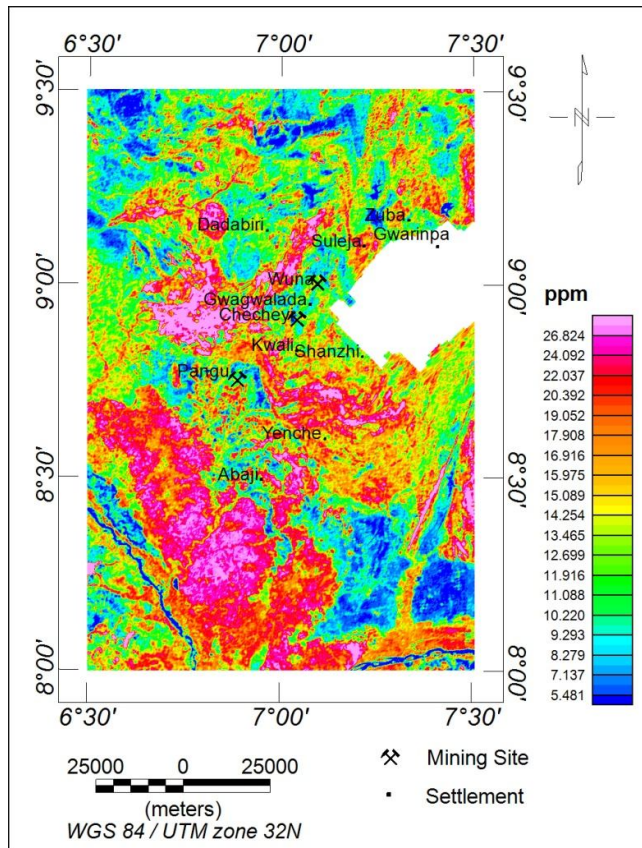 6°30' 7°00' 7°30'
9°30' 9°30'
N
Zuba
Dadabiri
Gwarinpa
Suleja
Wuna
9°00' 9°00'
Gwagwalada
Checheyi
ppm
Kwali
Shanzhi
26.824
24.092
Pangu
22.037
20.392
19.052
Yenche
17.908
16.966
Abaji
15.975
8°30' 8°30'
15.089
14.254
13.465
12.699
11.916
11.088
10.220
9.293
8.279
7.137
5.481
8°00' 8°00'
6°30' 7°00' 7°30'
25000 0 25000
(meters)
WGS 84 / UTM zone 32N
Mining Site
Settlement